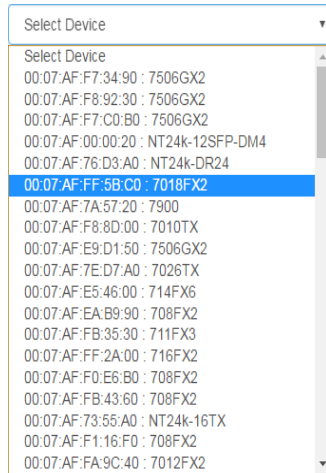 Select Device
Select Device
00:07:AF:F7:34:90 : 7506GX2
00:07:AF:F8:92:30 : 7506GX2
00:07:AF:F7:C0:B0 : 7506GX2
00:07:AF:00:00:20 : NT24k-12SFP-DM4
00:07:AF:76:D3:A0 : NT24k-DR24
00:07:AF:FF:5B:C0 : 7018FX2
00:07:AF:7A:57:20 : 7900
00:07:AF:F8:8D:00 : 7010TX
00:07:AF:E9:D1:50 : 7506GX2
00:07:AF:7E:D7:A0 : 7026TX
00:07:AF:E5:46:00 : 714FX6
00:07:AF:EA:B9:90 : 708FX2
00:07:AF:FB:35:30 : 711FX3
00:07:AF:FF:2A:00 : 716FX2
00:07:AF:F0:E6:B0 : 708FX2
00:07:AF:FB:43:60 : 708FX2
00:07:AF:73:55:A0 : NT24k-16TX
00:07:AF:F1:16:F0 : 708FX2
00:07:AF:FA:9C:40 : 7012FX2